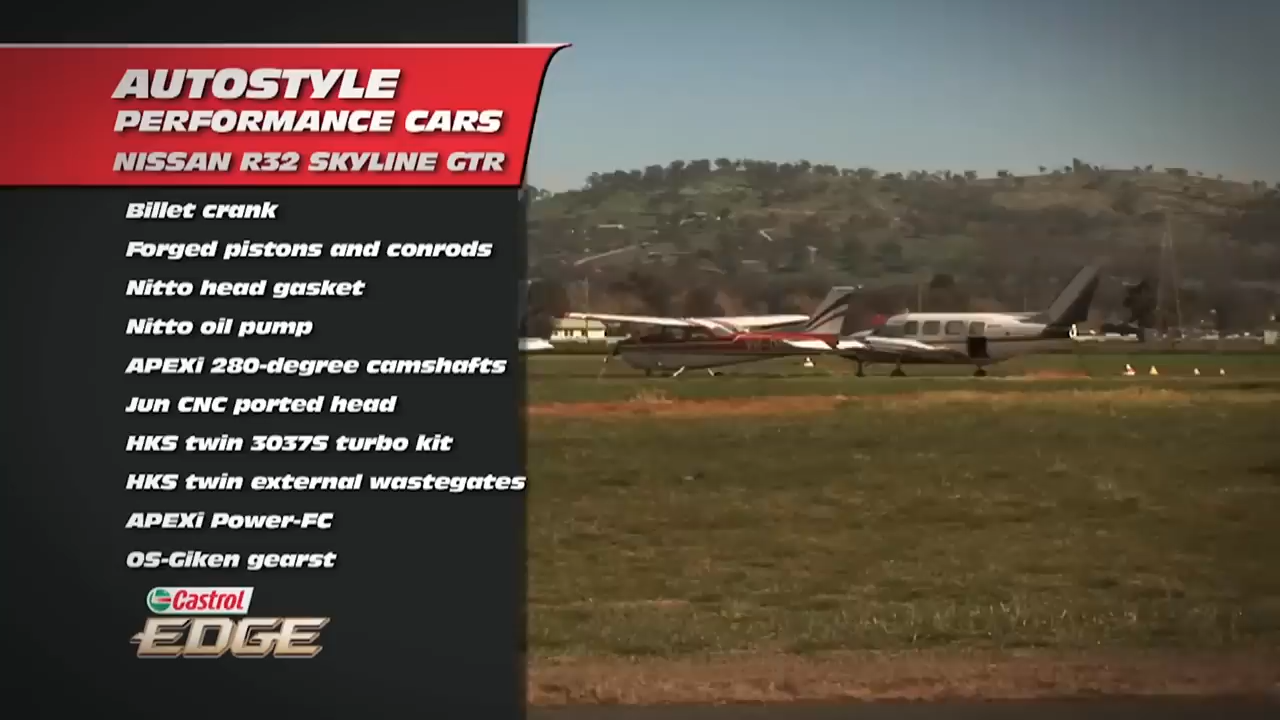 AUTOSTYLE
PERFORMANCE CARS
NISSAN R32 SKYLINE GTR
Billet crank
Forged pistons and conrods
Nitto head gasket
Nitto oil pump
APEXi 280-degree camshafts
Jun CNC ported head
HKS twin 3037S turbo kit
HKS twin external wastegates
APEXi Power-FC
OS-Giken gearst
Castrol
EDGE